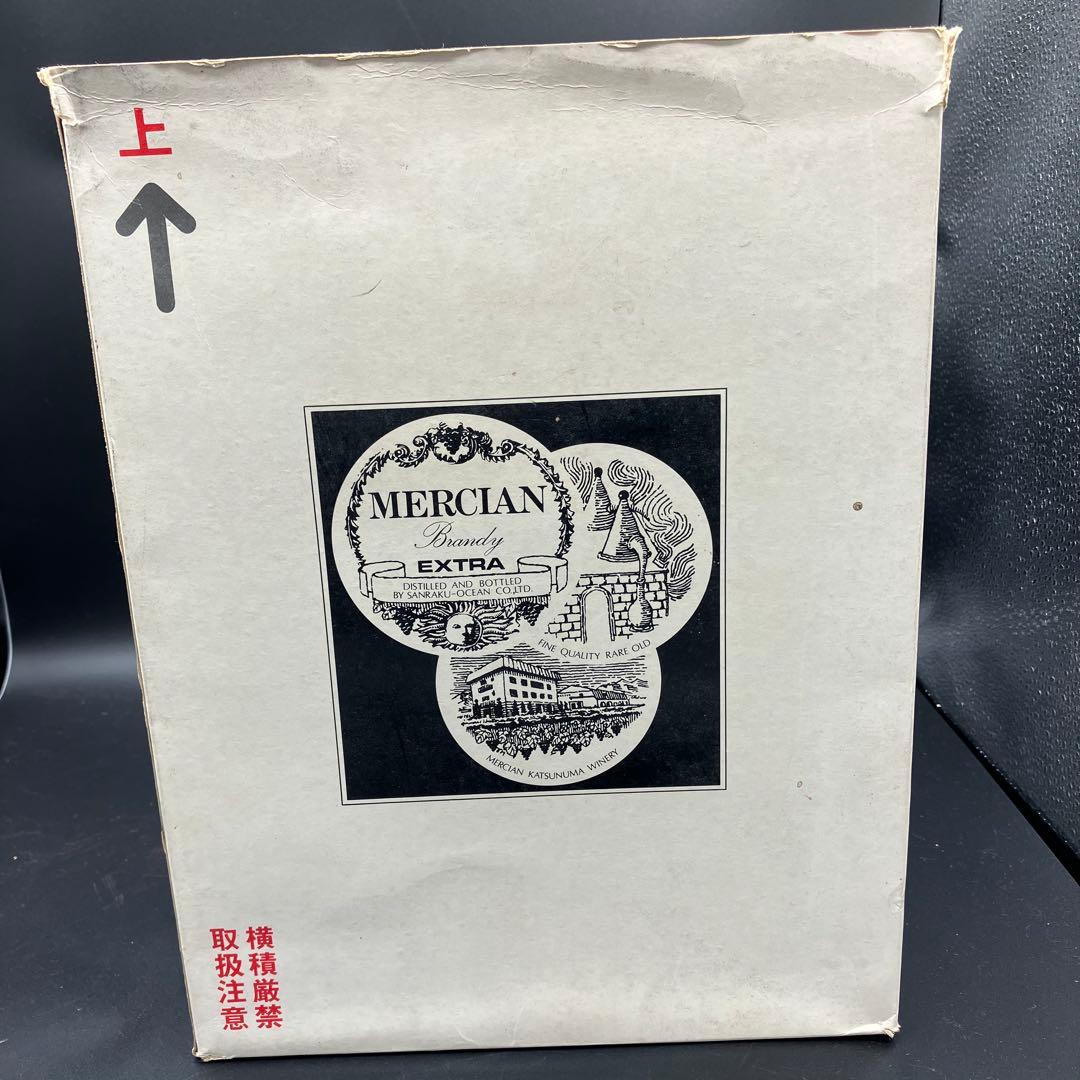 上
MERCIAN
Brandy
EXTRA
DISTILLED AND BOTTLED
BY SANRAKU-OCEAN CO.,LTD.
FINE QUALITY RARE OLD
MERCIAN KATSUNUMA WINERY
横積厳禁
取扱注意